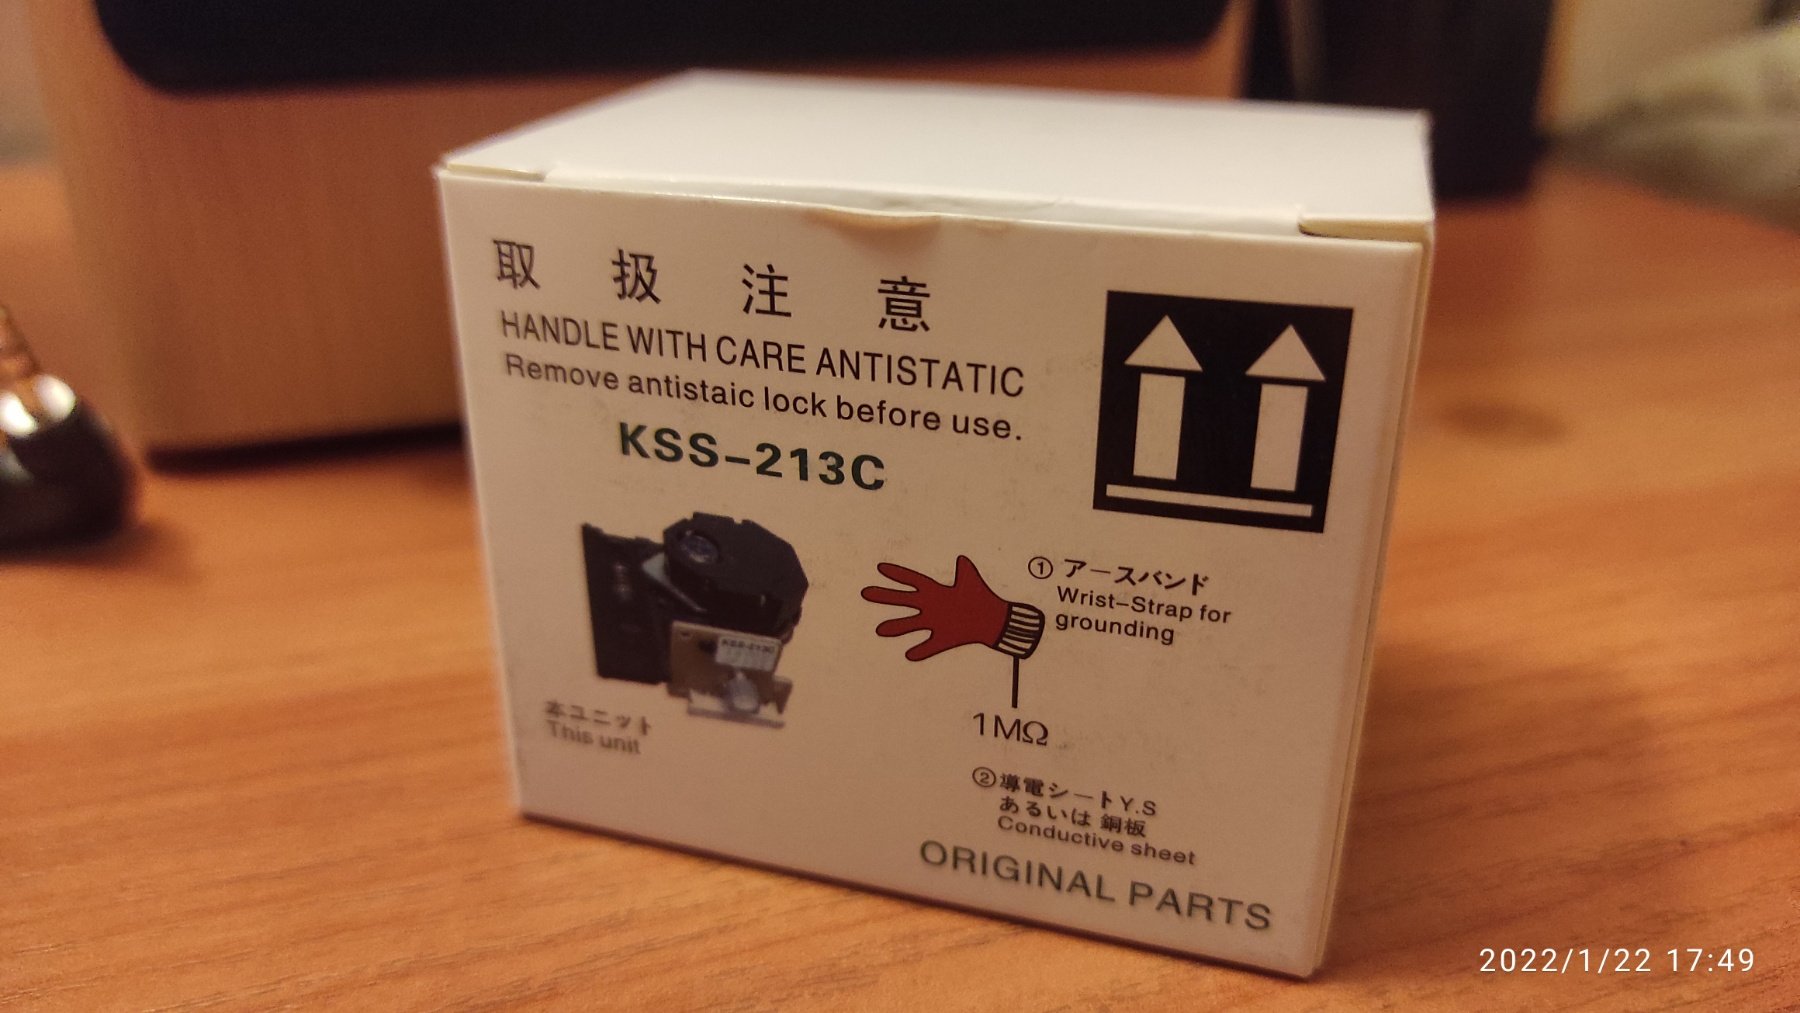 取扱注意
HANDLE WITH CARE ANTISTATIC
Remove antistaic lock before use.
KSS-213C
KSS-213C
本ユニット
This unit
① アースバンド
Wrist-Strap for
grounding
1MΩ
②導電シートY.S
あるいは 銅板
Conductive sheet
ORIGINAL PARTS
2022/1/22 17:49